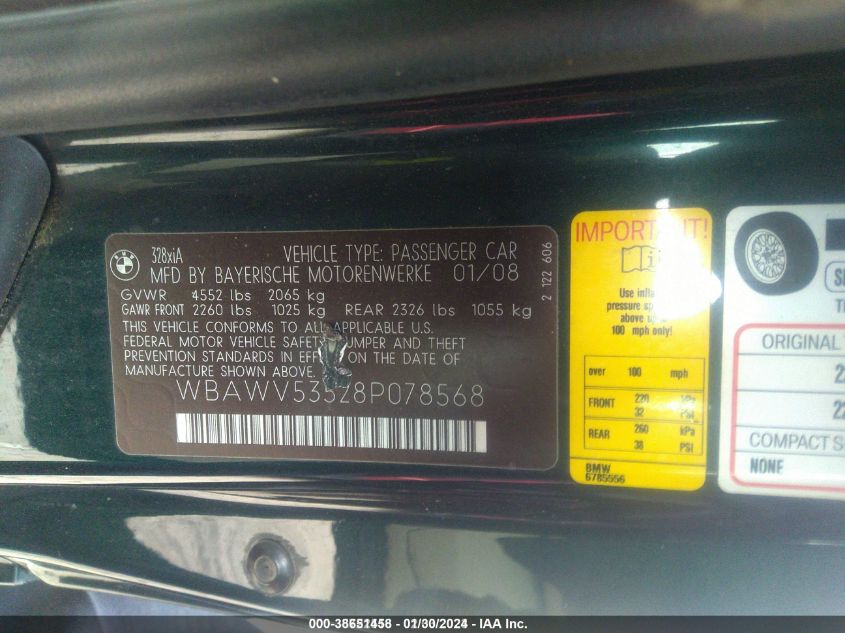 BMW
328xiA VEHICLE TYPE: PASSENGER CAR
MFD BY BAYERISCHE MOTORENWERKE 01/08
GVWR 4552 lbs 2065 kg
GAWR FRONT 2260 lbs 1025 kg REAR 2326 lbs 1055 kg
THIS VEHICLE CONFORMS TO ALL APPLICABLE U.S.
FEDERAL MOTOR VEHICLE SAFETY, BUMPER AND THEFT
PREVENTION STANDARDS IN EFFECT ON THE DATE OF
MANUFACTURE SHOWN ABOVE.
WBAWV53528P078568
2 122 606
IMPORTANT!
Use
pressure
above
100 mph only!
over 100 mph
FRONT 220 kPa
32 PSI
REAR 260 kPa
38 PSI
BMW
6785556
ORIGINAL
COMPACT
NONE
000-38651458 - 01/30/2024 - IAA Inc.